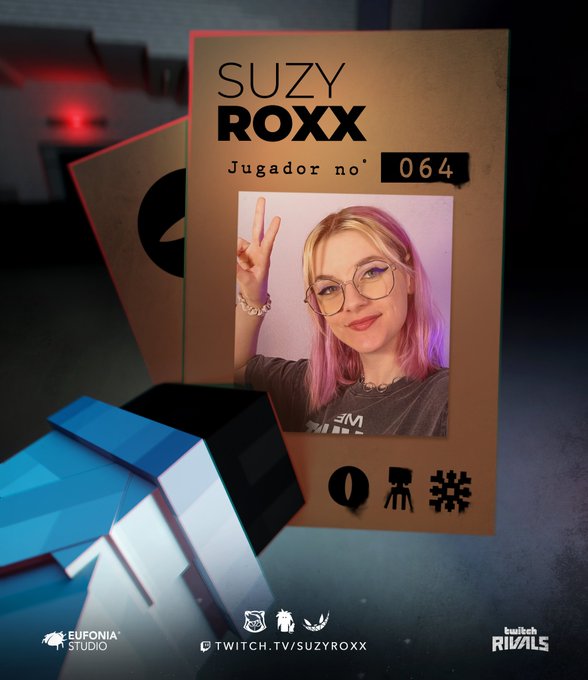 SUZY
ROXX
Jugador no° 064
EUFONIA®
STUDIO
TWITCH.TV/SUZYROXX
twitch
RIVALS